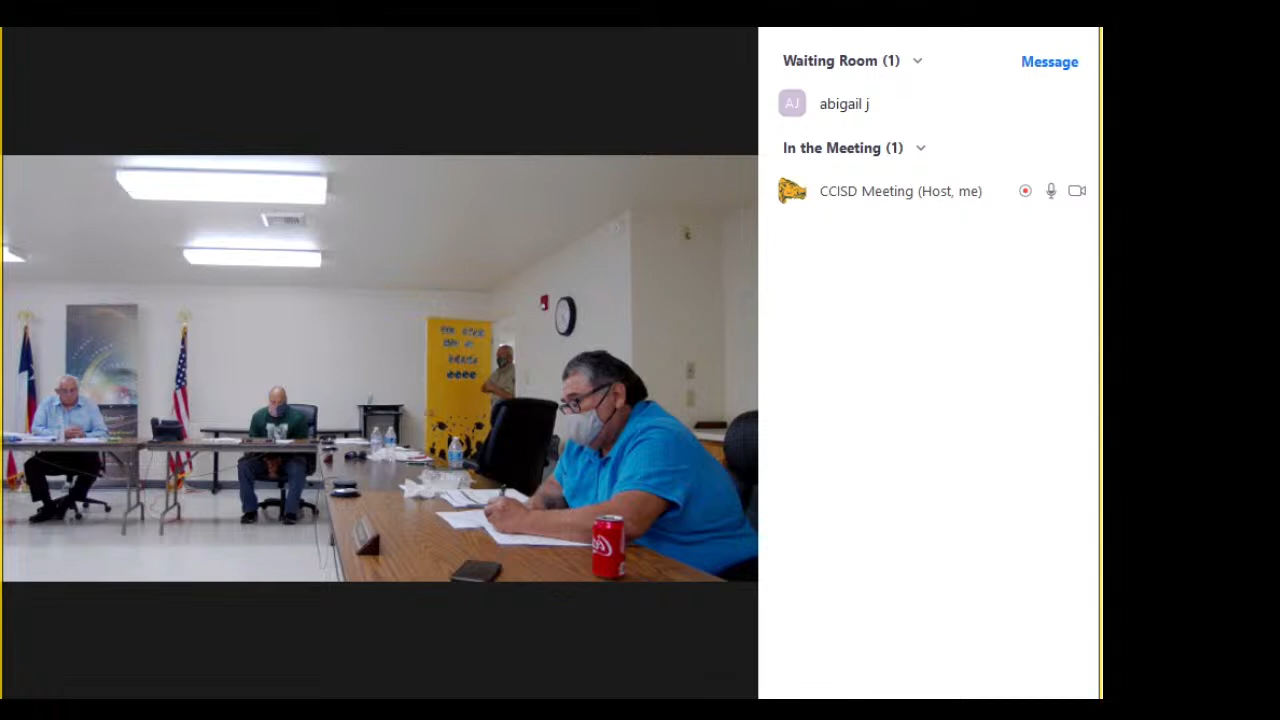 Waiting Room (1)
Message
AJ
abigail j
In the Meeting (1)
CCISD Meeting (Host, me)